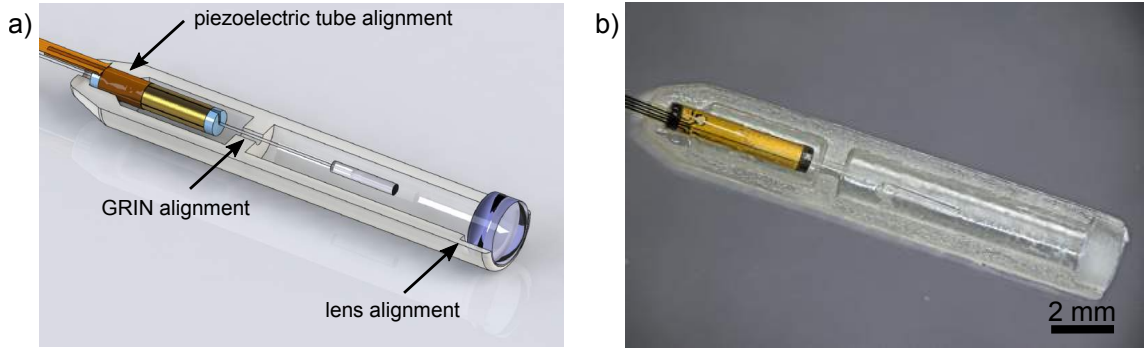 a)
piezoelectric tube alignment
GRIN alignment
lens alignment
b)
2 mm